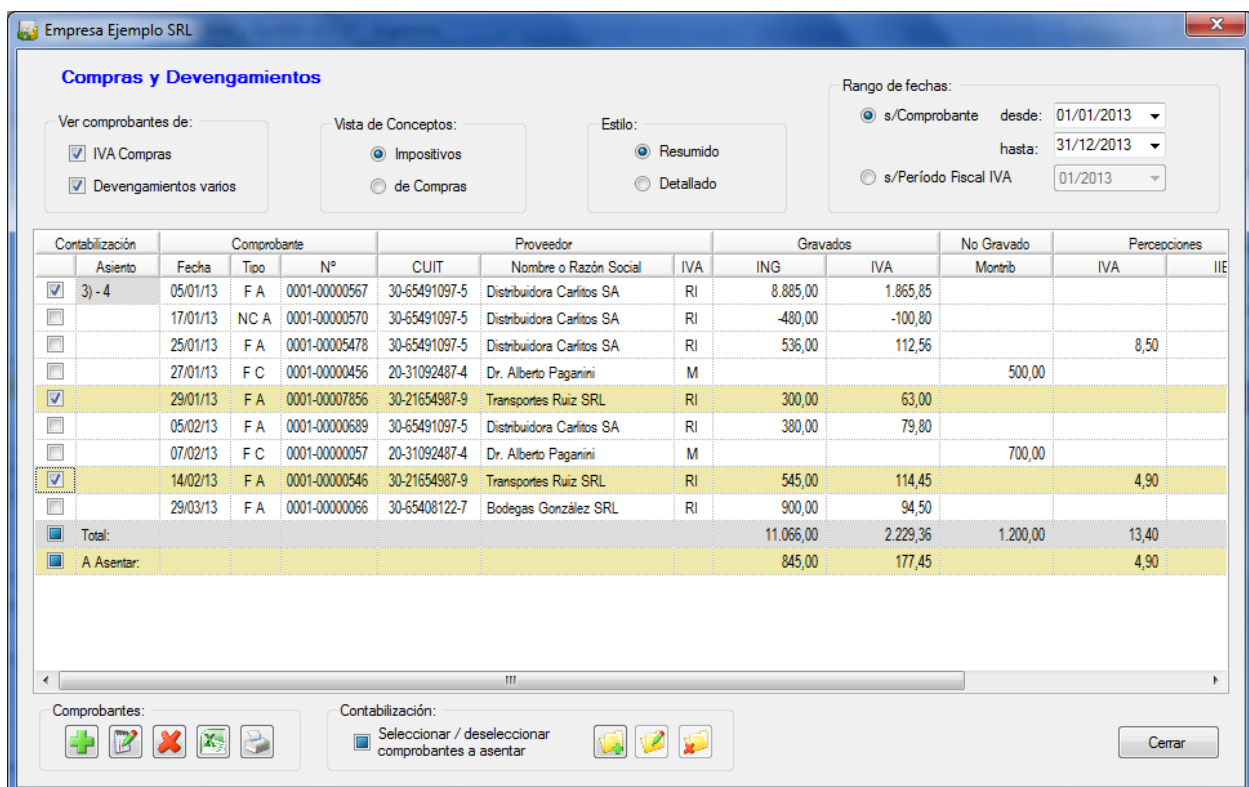 Empresa Ejemplo SRL
Compras y Devengamientos
Ver comprobantes de:
IVA Compras
Devengamientos varios
Vista de Conceptos:
Impositivos
de Compras
Estilo:
Resumido
Detallado
Rango de fechas:
s/Comprobante desde: 01/01/2013
hasta: 31/12/2013
s/Período Fiscal IVA 01/2013
Contabilización Comprobante Proveedor Gravados No Gravado Percepciones
Asiento Fecha Tipo N° CUIT Nombre o Razón Social IVA ING IVA Montrib IVA IIE
3) - 4 05/01/13 F A 0001-00000567 30-65491097-5 Distribuidora Carlitos SA RI 8.885,00 1.865,85
17/01/13 NC A 0001-00000570 30-65491097-5 Distribuidora Carlitos SA RI -480,00 -100,80
25/01/13 F A 0001-00005478 30-65491097-5 Distribuidora Carlitos SA RI 536,00 112,56 8,50
27/01/13 F C 0001-00000456 20-31092487-4 Dr. Alberto Paganini M 500,00
29/01/13 F A 0001-00007856 30-21654987-9 Transportes Ruiz SRL RI 300,00 63,00
05/02/13 F A 0001-00000689 30-65491097-5 Distribuidora Carlitos SA RI 380,00 79,80
07/02/13 F C 0001-00000057 20-31092487-4 Dr. Alberto Paganini M 700,00
14/02/13 F A 0001-00000546 30-21654987-9 Transportes Ruiz SRL RI 545,00 114,45 4,90
29/03/13 F A 0001-00000066 30-65408122-7 Bodegas González SRL RI 900,00 94,50
Total: 11.066,00 2.229,36 1.200,00 13,40
A Asentar: 845,00 177,45 4,90
Comprobantes:
Contabilización:
Seleccionar / deseleccionar
comprobantes a asentar
Cerrar